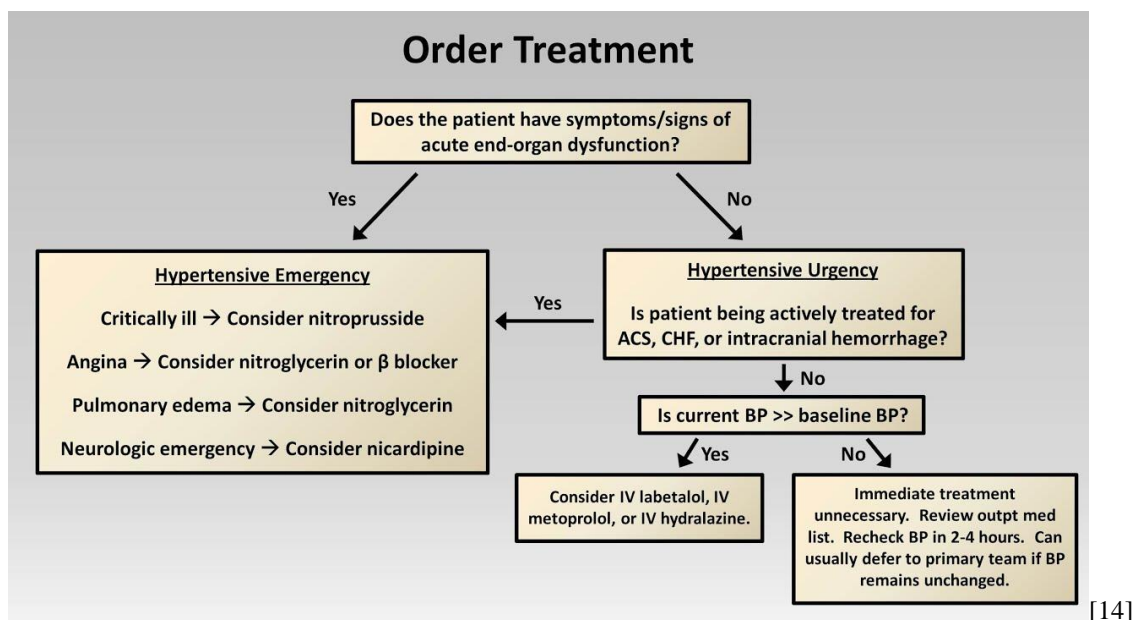 Order Treatment
Does the patient have symptoms/signs of
acute end-organ dysfunction?
Yes
No
Hypertensive Emergency
Critically ill → Consider nitroprusside
Angina → Consider nitroglycerin or β blocker
Pulmonary edema → Consider nitroglycerin
Neurologic emergency → Consider nicardipine
Yes
Hypertensive Urgency
Is patient being actively treated for
ACS, CHF, or intracranial hemorrhage?
No
Is current BP >> baseline BP?
Yes
No
Consider IV labetalol, IV
metoprolol, or IV hydralazine.
Immediate treatment
unnecessary. Review outpt med
list. Recheck BP in 2-4 hours. Can
usually defer to primary team if BP
remains unchanged.
[14]